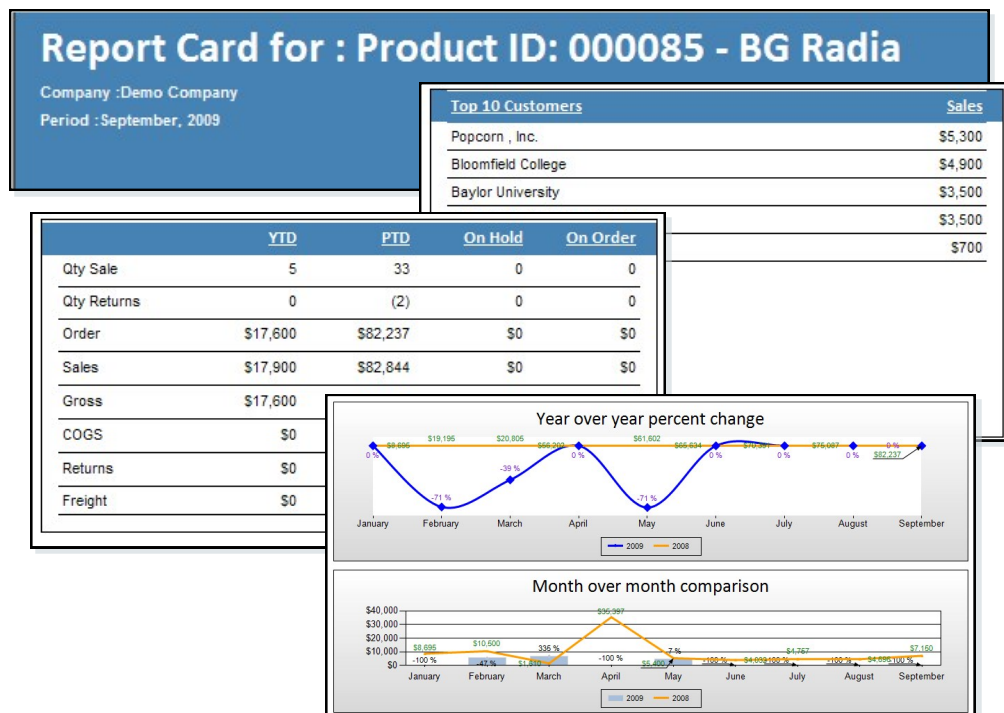 Report Card for : Product ID: 000085 - BG Radia
Company :Demo Company
Period :September, 2009
Top 10 Customers Sales
Popcorn , Inc. $5,300
Bloomfield College $4,900
Baylor University $3,500
$3,500
$700
YTD PTD On Hold On Order
Qty Sale 5 33 0 0
Qty Returns 0 (2) 0 0
Order $17,600 $82,237 $0 $0
Sales $17,900 $82,844 $0 $0
Gross $17,600
COGS $0
Returns $0
Freight $0
Year over year percent change
$8,695 $19,195 $20,805 $61,602 $75,087 0 %
0 % 0 % 0 % 0 % 0 % $82,237
-39 %
-71 % -71 %
January February March April May June July August September
2009 2008
Month over month comparison
$40,000
$30,000
$20,000
$10,000
$0
$8,695 $10,500 336 % $7,150
-100 % -47 % -100 % -7 % -100 % -100 % -100 % -100 %
January February March April May June July August September
2009 2008